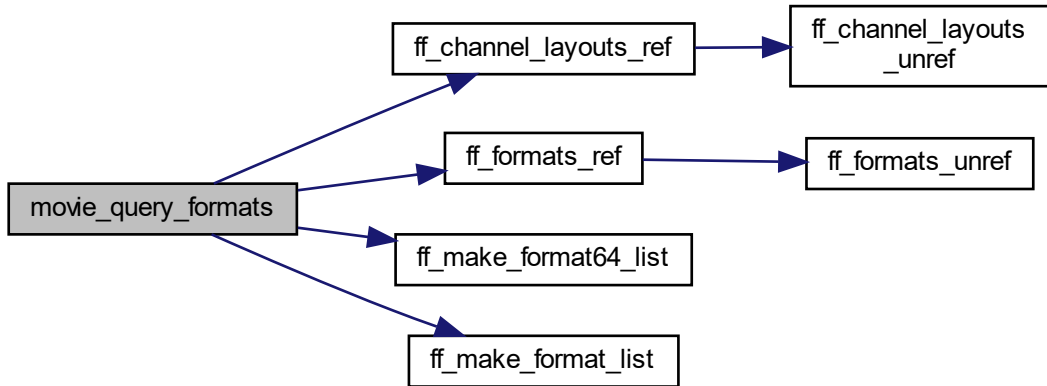 ff_channel_layouts_ref
ff_channel_layouts
_unref
ff_formats_ref
ff_formats_unref
movie_query_formats
ff_make_format64_list
ff_make_format_list